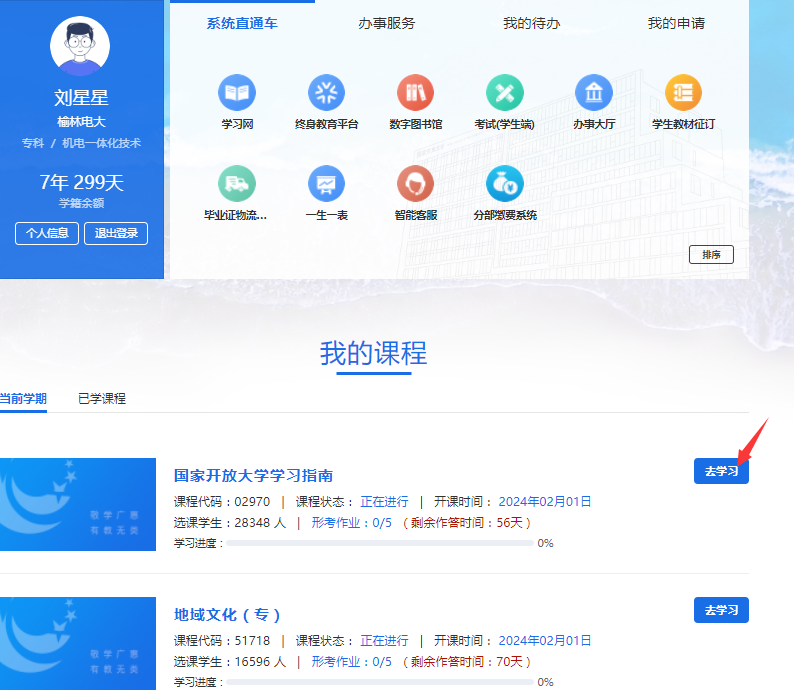 系统直通车 办事服务 我的待办 我的申请
刘星星
榆林电大
专科 / 机电一体化技术
7年 299天
学籍余额
个人信息 退出登录
学习网 终身教育平台 数字图书馆 考试(学生端) 办事大厅 学生教材征订
毕业证物流... 一生一表 智能客服 分部缴费系统
排序
我的课程
当前学期 已学课程
敬学广惠
有教无类
国家开放大学学习指南
去学习
课程代码：02970 | 课程状态： 正在进行 | 开课时间： 2024年02月01日
选课学生：28348 人 | 形考作业：0/5 （剩余作答时间：56天）
学习进度： 0%
敬学广惠
有教无类
地域文化（专）
去学习
课程代码：51718 | 课程状态： 正在进行 | 开课时间： 2024年02月01日
选课学生：16596 人 | 形考作业：0/5 （剩余作答时间：70天）
学习进度： 0%